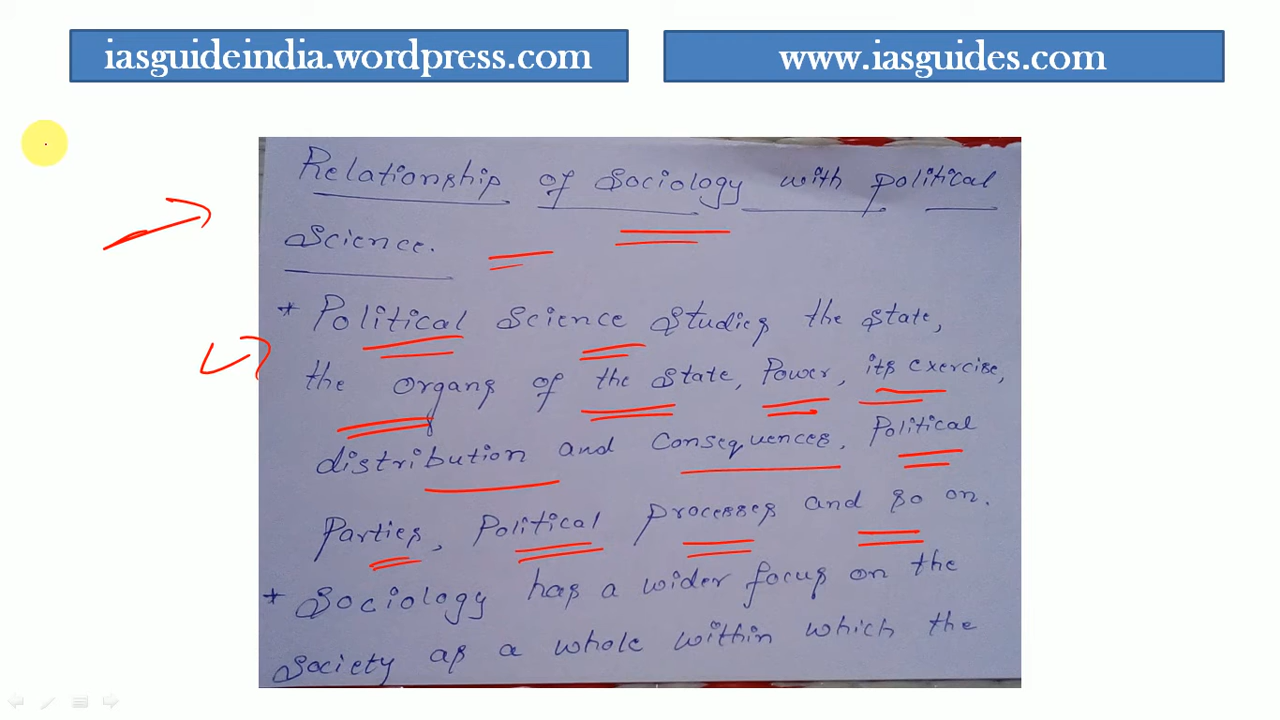 iasguideindia.wordpress.com
www.iasguides.com
Relationship of Sociology with Political
Science.
* Political Science Studies the State,
the organs of the State, Power, its exercise,
distribution and Consequences, Political
Parties, Political Processes and so on.
* Sociology has a wider focus on the
Society as a whole within which the